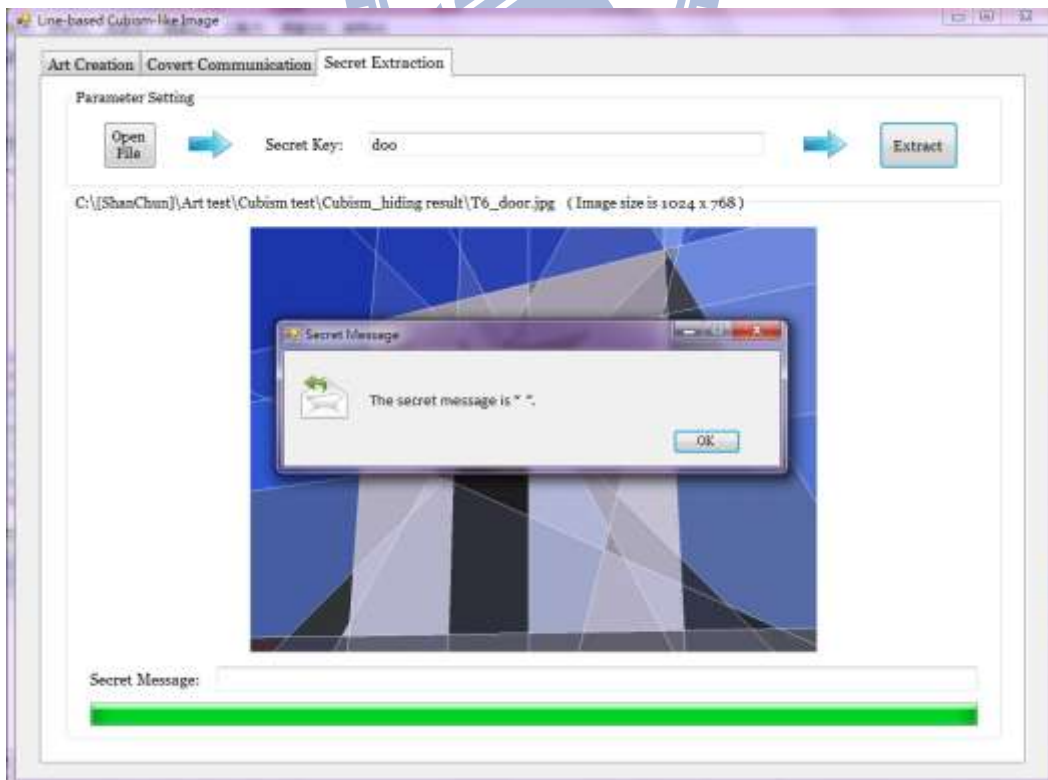 Line-based Cubism-like Image
Art Creation Covert Communication Secret Extraction
Parameter Setting
Open
File
Secret Key: doo
Extract
C:\[ShanChun]\Art test\Cubism test\Cubism_hiding result\T6_door.jpg ( Image size is 1024 x 768 )
Secret Message
The secret message is " ".
OK
Secret Message: